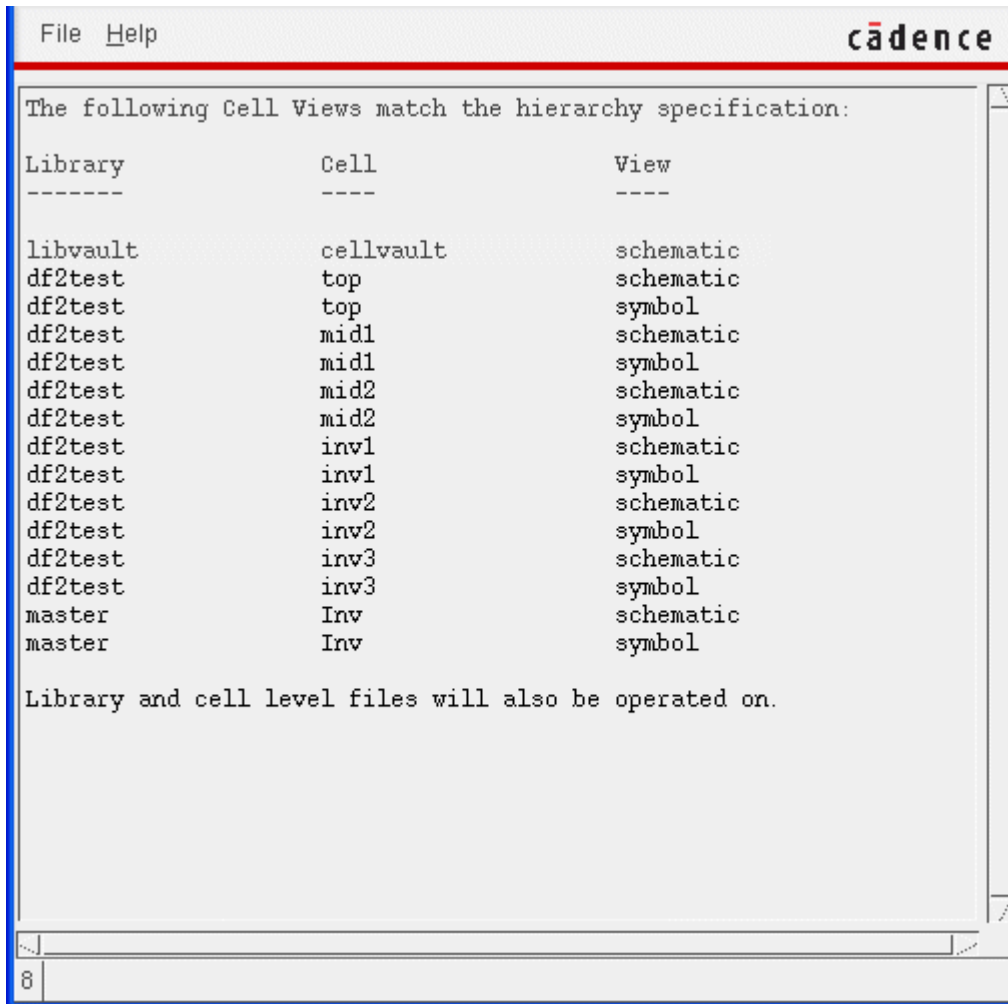 File Help
cādence
The following Cell Views match the hierarchy specification:
Library Cell View
------- ---- ----
libvault cellvault schematic
df2test top schematic
df2test top symbol
df2test mid1 schematic
df2test mid1 symbol
df2test mid2 schematic
df2test mid2 symbol
df2test inv1 schematic
df2test inv1 symbol
df2test inv2 schematic
df2test inv2 symbol
df2test inv3 schematic
df2test inv3 symbol
master Inv schematic
master Inv symbol
Library and cell level files will also be operated on.
8